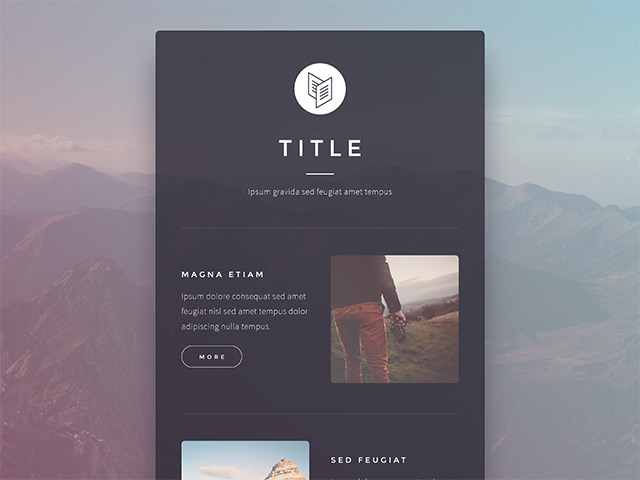 TITLE
Ipsum gravida sed feugiat amet tempus
MAGNA ETIAM
Ipsum dolore consequat sed amet
feugiat nisl sed amet tempus dolor
adipiscing nulla tempus.
MORE
SED FEUGIAT